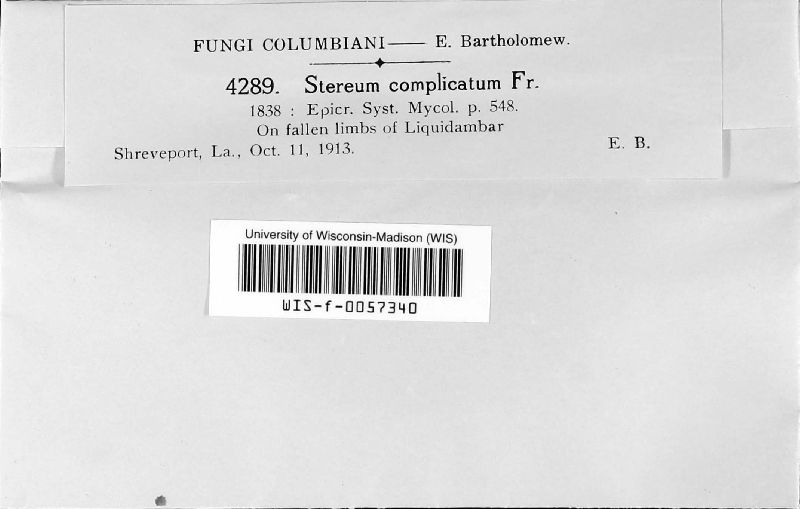 FUNGI COLUMBIANI—— E. Bartholomew.
4289. Stereum complicatum Fr.
1838 : Epicr. Syst. Mycol. p. 548.
On fallen limbs of Liquidambar
Shreveport, La., Oct. 11, 1913. E. B.
University of Wisconsin-Madison (WIS)
WIS-f-0057340